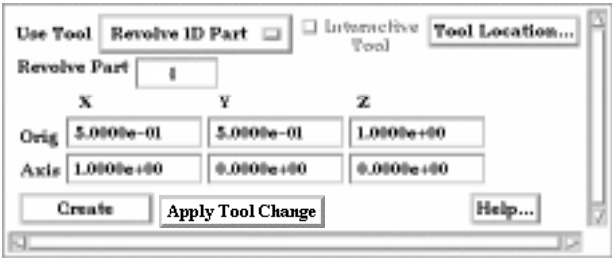 Use Tool Revolve 1D Part Interactive Tool Tool Location...
Revolve Part
X Y Z
Orig 5.0000e-01 5.0000e-01 1.0000e+00
Axis 1.0000e+00 0.0000e+00 0.0000e+00
Create Apply Tool Change Help...